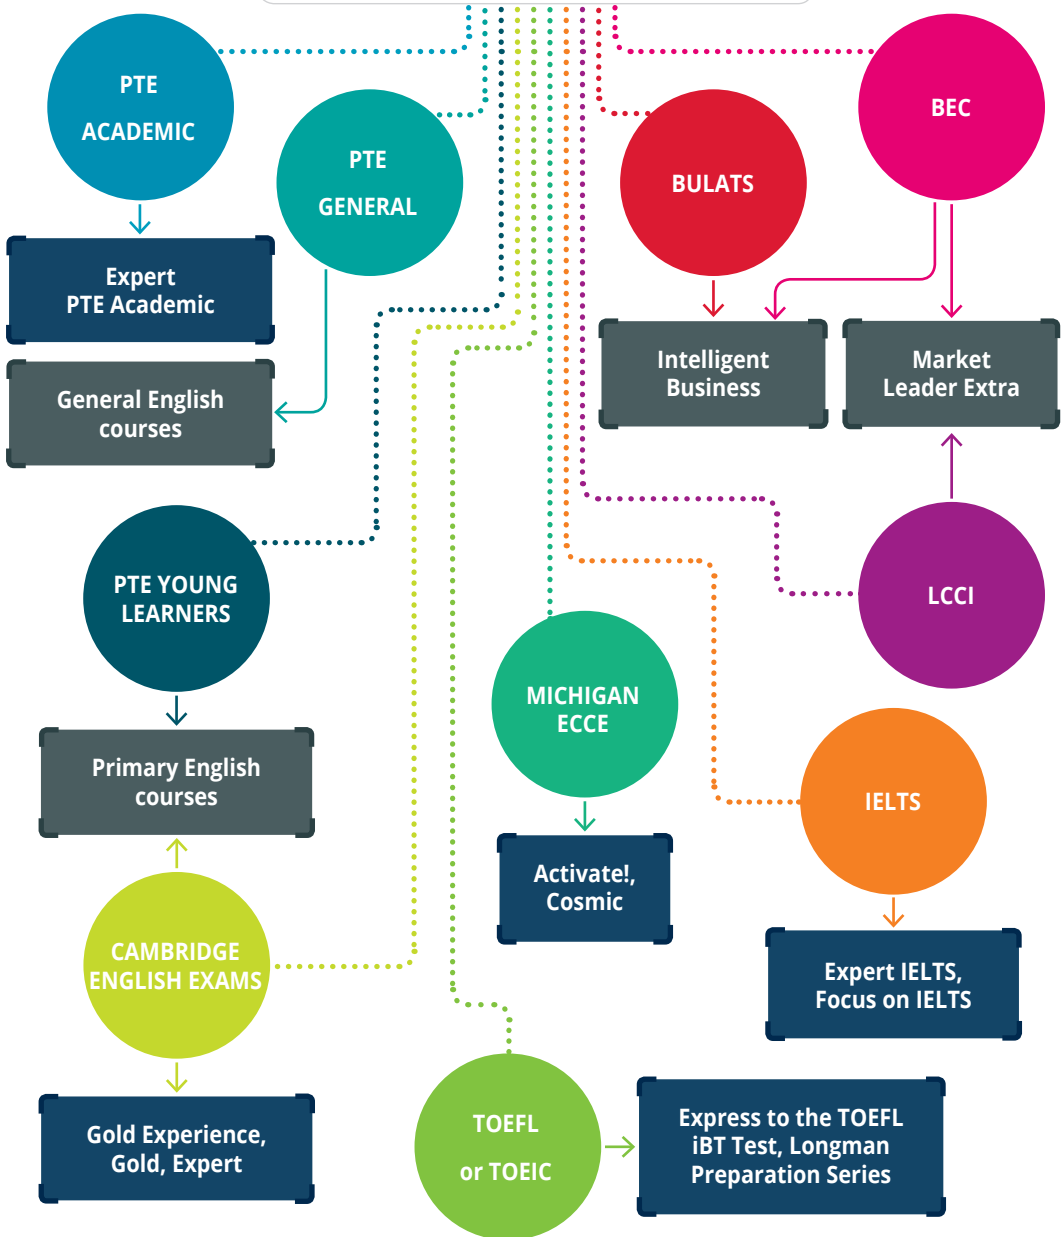 PTE
ACADEMIC
BEC
PTE
GENERAL
BULATS
Expert
PTE Academic
General English
courses
Intelligent
Business
Market
Leader Extra
PTE YOUNG
LEARNERS
LCCI
MICHIGAN
ECCE
Primary English
courses
IELTS
Activate!,
Cosmic
CAMBRIDGE
ENGLISH EXAMS
Expert IELTS,
Focus on IELTS
Gold Experience,
Gold, Expert
TOEFL
or TOEIC
Express to the TOEFL
iBT Test, Longman
Preparation Series